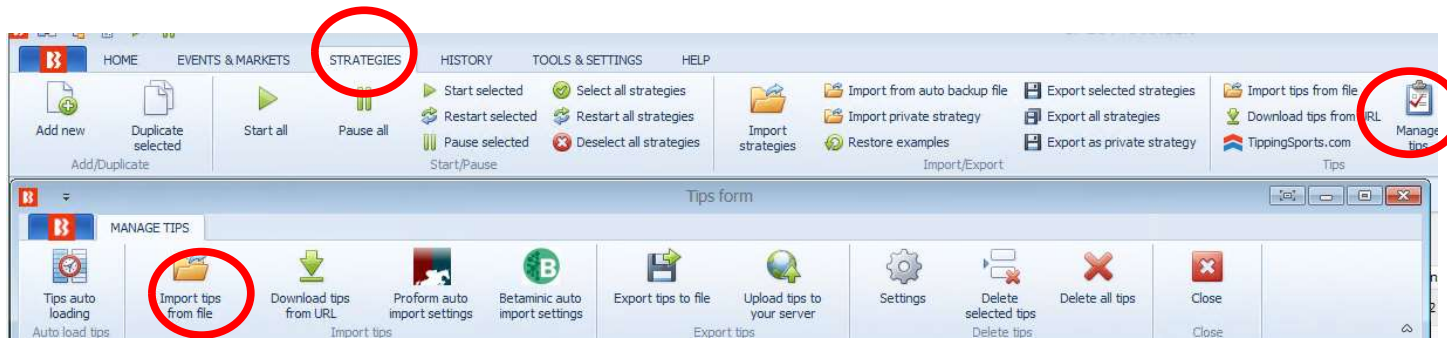 HOME EVENTS & MARKETS STRATEGIES HISTORY TOOLS & SETTINGS HELP
Add new
Duplicate
selected
Add/Duplicate
Start all
Pause all
Start selected
Restart selected
Pause selected
Select all strategies
Restart all strategies
Deselect all strategies
Start/Pause
Import
strategies
Import from auto backup file
Import private strategy
Restore examples
Export selected strategies
Export all strategies
Export as private strategy
Import/Export
Import tips from file
Download tips from URL
TippingSports.com
Manage
tips
Tips
Tips form
MANAGE TIPS
Tips auto
loading
Auto load tips
Import tips
from file
Download tips
from URL
Proform auto
import settings
B
Betaminic auto
import settings
Import tips
Export tips to file
Upload tips to
your server
Export tips
Settings
Delete
selected tips
Delete all tips
Delete tips
Close
Close